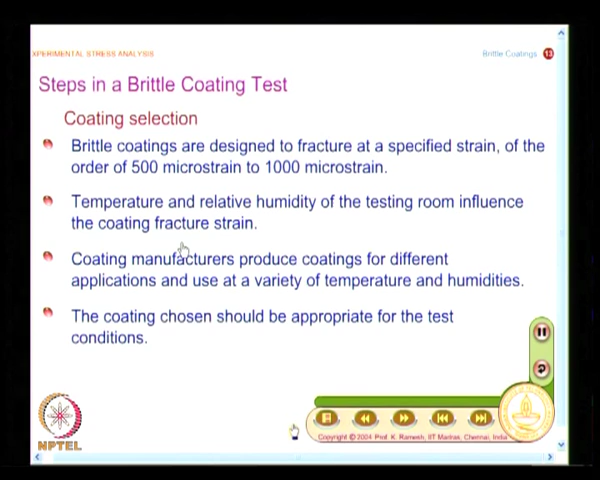 XPERIMENTAL STRESS ANALYSIS
Brittle Coatings 13
Steps in a Brittle Coating Test
Coating selection
Brittle coatings are designed to fracture at a specified strain, of the
order of 500 microstrain to 1000 microstrain.
Temperature and relative humidity of the testing room influence
the coating fracture strain.
Coating manufacturers produce coatings for different
applications and use at a variety of temperature and humidities.
The coating chosen should be appropriate for the test
conditions.
NPTEL
Copyright © 2004 Prof. K. Ramesh, IIT Madras, Chennai, India